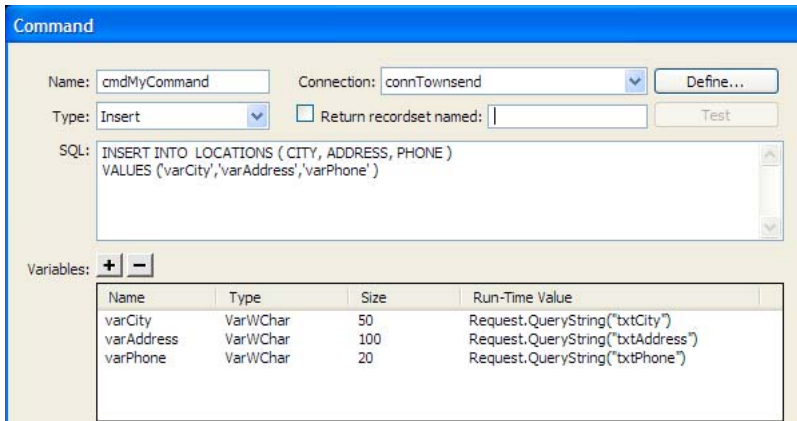 Command
Name: cmdMyCommand Connection: connTownsend Define...
Type: Insert Return recordset named: Test
SQL: INSERT INTO LOCATIONS ( CITY, ADDRESS, PHONE )
VALUES ('varCity','varAddress','varPhone' )
Variables: + −
Name Type Size Run-Time Value
varCity VarWChar 50 Request.QueryString("txtCity")
varAddress VarWChar 100 Request.QueryString("txtAddress")
varPhone VarWChar 20 Request.QueryString("txtPhone")